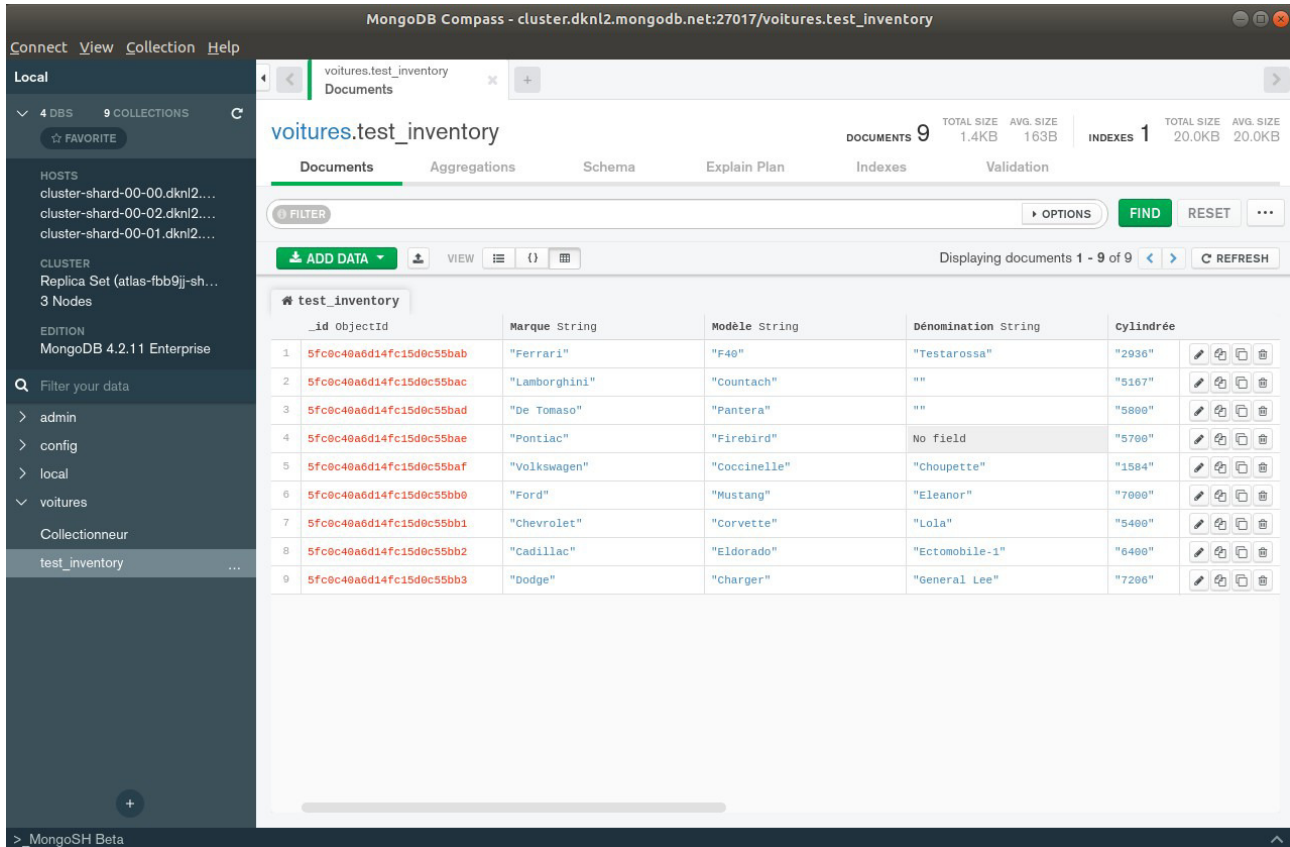 MongoDB Compass - cluster.dknl2.mongodb.net:27017/voitures.test_inventory
Connect View Collection Help
Local
4 DBS 9 COLLECTIONS
FAVORITE
HOSTS
cluster-shard-00-00.dknl2....
cluster-shard-00-02.dknl2....
cluster-shard-00-01.dknl2....
CLUSTER
Replica Set (atlas-fbb9jj-sh...
3 Nodes
EDITION
MongoDB 4.2.11 Enterprise
Filter your data
admin
config
local
voitures
Collectionneur
test_inventory ...
>_MongoSH Beta
voitures.test_inventory
Documents
voitures.test_inventory
DOCUMENTS 9 TOTAL SIZE 1.4KB AVG. SIZE 163B INDEXES 1 TOTAL SIZE 20.0KB AVG. SIZE 20.0KB
Documents Aggregations Schema Explain Plan Indexes Validation
FILTER OPTIONS FIND RESET ...
ADD DATA VIEW {} Displaying documents 1 - 9 of 9 < > REFRESH
test_inventory
_id ObjectId Marque String Modèle String Dénomination String Cylindrée
1 5fc0c40a6d14fc15d0c55bab "Ferrari" "F40" "Testarossa" "2936"
2 5fc0c40a6d14fc15d0c55bac "Lamborghini" "Countach" "" "5167"
3 5fc0c40a6d14fc15d0c55bad "De Tomaso" "Pantera" "" "5800"
4 5fc0c40a6d14fc15d0c55bae "Pontiac" "Firebird" No field "5700"
5 5fc0c40a6d14fc15d0c55baf "Volkswagen" "Coccinelle" "Choupette" "1584"
6 5fc0c40a6d14fc15d0c55bb0 "Ford" "Mustang" "Eleanor" "7000"
7 5fc0c40a6d14fc15d0c55bb1 "Chevrolet" "Corvette" "Lola" "5400"
8 5fc0c40a6d14fc15d0c55bb2 "Cadillac" "Eldorado" "Ectomobile-1" "6400"
9 5fc0c40a6d14fc15d0c55bb3 "Dodge" "Charger" "General Lee" "7206"